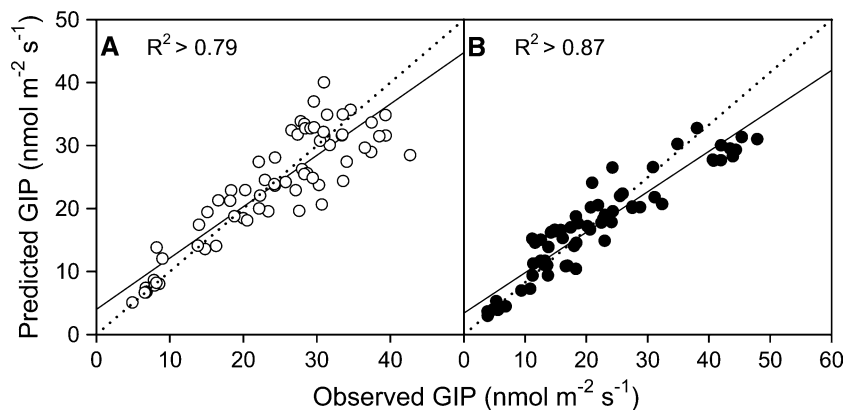 A R² > 0.79
B R² > 0.87
Predicted GIP (nmol m⁻² s⁻¹)
50
40
30
20
10
0
0 10 20 30 40
0 10 20 30 40 50 60
Observed GIP (nmol m⁻² s⁻¹)